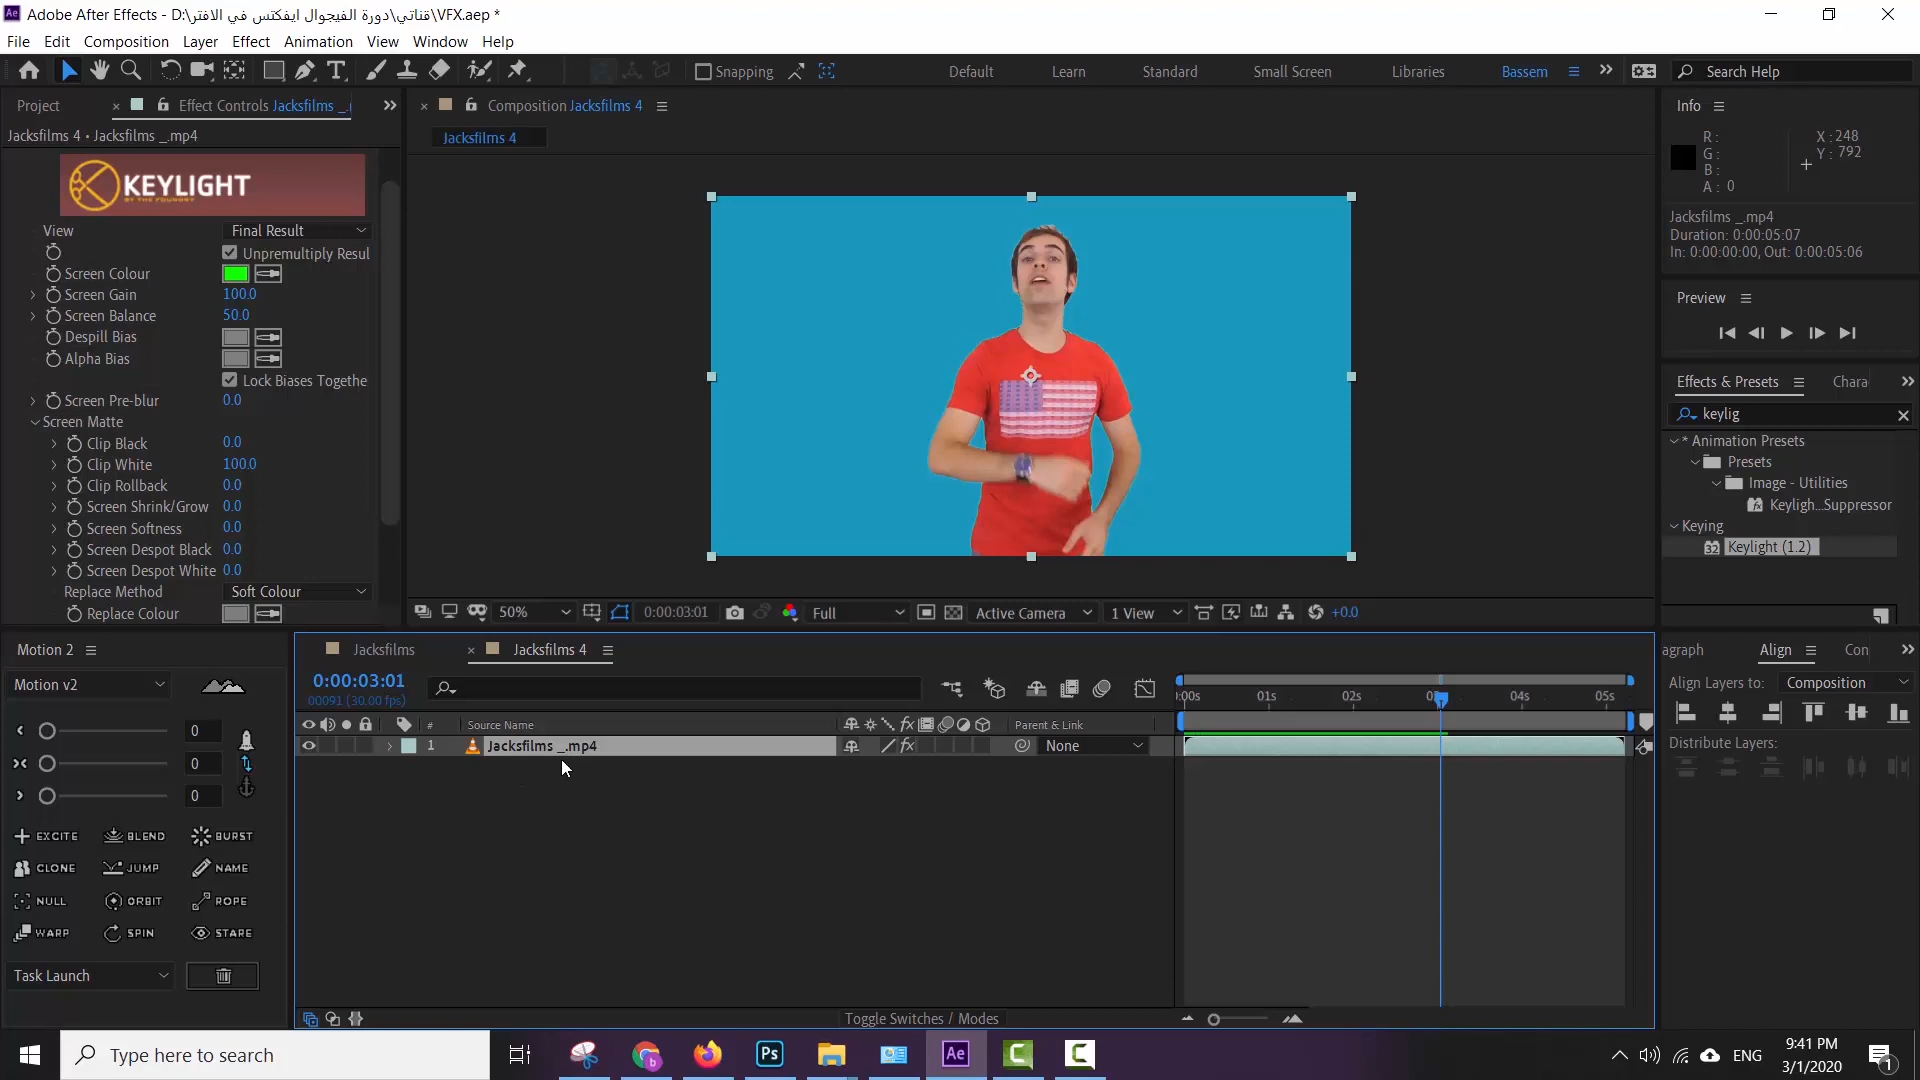 Adobe After Effects - D:\قناتي\دورة الفيجوال ايفكتس في الافتر\VFX.aep *
File Edit Composition Layer Effect Animation View Window Help
Snapping Default Learn Standard Small Screen Libraries Bassem Search Help
Project Effect Controls Jacksfilms _.
Composition Jacksfilms 4
Info
Jacksfilms 4 • Jacksfilms _.mp4
Jacksfilms 4
R :
G :
B :
A : 0
X : 248
Y : 792
KEYLIGHT
BY THE FOUNDRY
View Final Result
Unpremultiply Resul
Screen Colour
Screen Gain 100.0
Screen Balance 50.0
Despill Bias
Alpha Bias
Lock Biases Togethe
Screen Pre-blur 0.0
Screen Matte
Clip Black 0.0
Clip White 100.0
Clip Rollback 0.0
Screen Shrink/Grow 0.0
Screen Softness 0.0
Screen Despot Black 0.0
Screen Despot White 0.0
Replace Method Soft Colour
Replace Colour
Jacksfilms _.mp4
Duration: 0:00:05:07
In: 0:00:00:00, Out: 0:00:05:06
Preview
Effects & Presets Chara
keylig
* Animation Presets
Presets
Image - Utilities
Keyligh...Suppressor
Keying
32 Keylight (1.2)
50% 0:00:03:01 Full Active Camera 1 View +0.0
Motion 2
Motion v2
0
0
0
EXCITE BLEND BURST
CLONE JUMP NAME
NULL ORBIT ROPE
WARP SPIN STARE
Task Launch
Jacksfilms Jacksfilms 4
0:00:03:01
00091 (30.00 fps)
:00s 01s 02s 04s 05s
# Source Name Parent & Link
1 Jacksfilms _.mp4 None
Toggle Switches / Modes
agraph Align Con
Align Layers to: Composition
Distribute Layers:
Type here to search
Ps
Ae
ENG
9:41 PM
3/1/2020
1